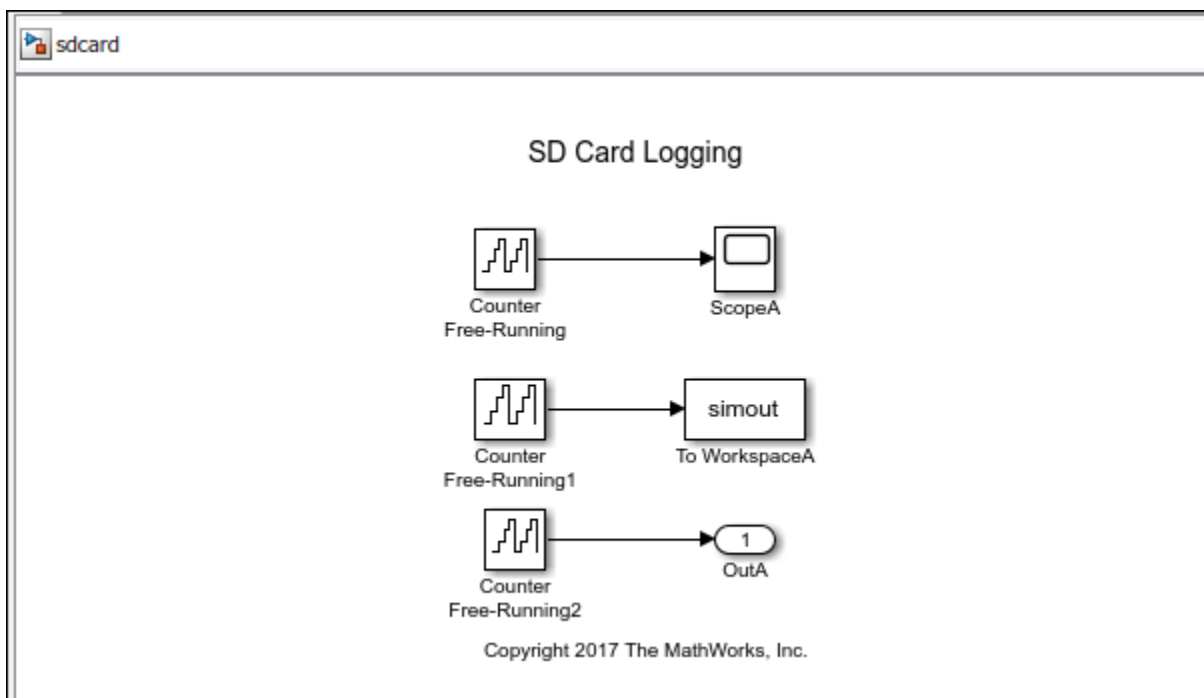 sdcard
SD Card Logging
Counter
Free-Running
ScopeA
simout
Counter
Free-Running1
To WorkspaceA
1
Counter
Free-Running2
OutA
Copyright 2017 The MathWorks, Inc.